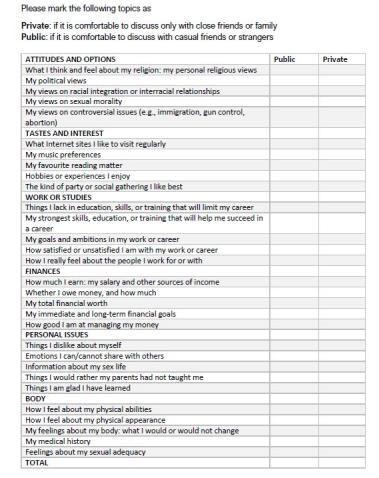 Please mark the following topics as
Private: if it is comfortable to discuss only with close friends or family
Public: if it is comfortable to discuss with casual friends or strangers
ATTITUDES AND OPTIONS Public Private
What I think and feel about my religion: my personal religious views
My political views
My views on racial integration or interracial relationships
My views on sexual morality
My views on controversial issues (e.g., immigration, gun control,
abortion)
TASTES AND INTEREST
What Internet sites I like to visit regularly
My music preferences
My favourite reading matter
Hobbies or experiences I enjoy
The kind of party or social gathering I like best
WORK OR STUDIES
Things I lack in education, skills, or training that will limit my career
My strongest skills, education, or training that will help me succeed in
a career
My goals and ambitions in my work or career
How satisfied or unsatisfied I am with my work or career
How I really feel about the people I work for or with
FINANCES
How much I earn: my salary and other sources of income
Whether I owe money, and how much
My total financial worth
My immediate and long-term financial goals
How good I am at managing my money
PERSONAL ISSUES
Things I dislike about myself
Emotions I can/cannot share with others
Information about my sex life
Things I would rather my parents had not taught me
Things I am glad I have learned
BODY
How I feel about my physical abilities
How I feel about my physical appearance
My feelings about my body: what I would or would not change
My medical history
Feelings about my sexual adequacy
TOTAL